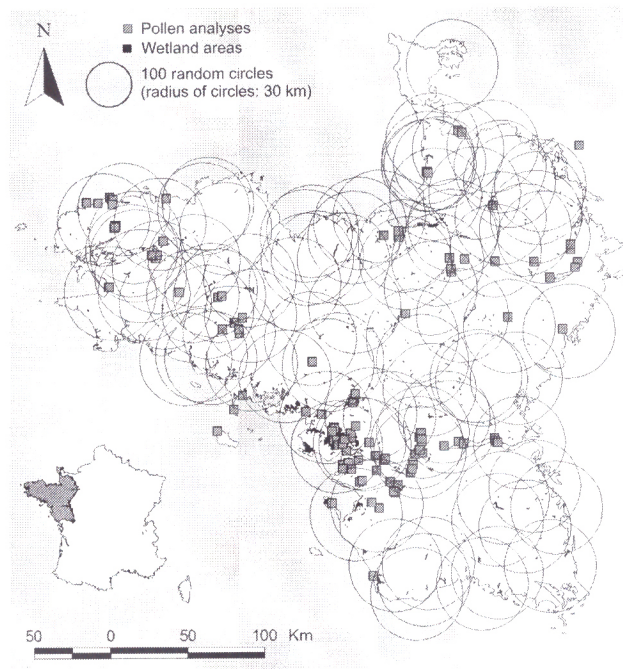 N
Pollen analyses
Wetland areas
100 random circles
(radius of circles: 30 km)
50 0 50 100 Km